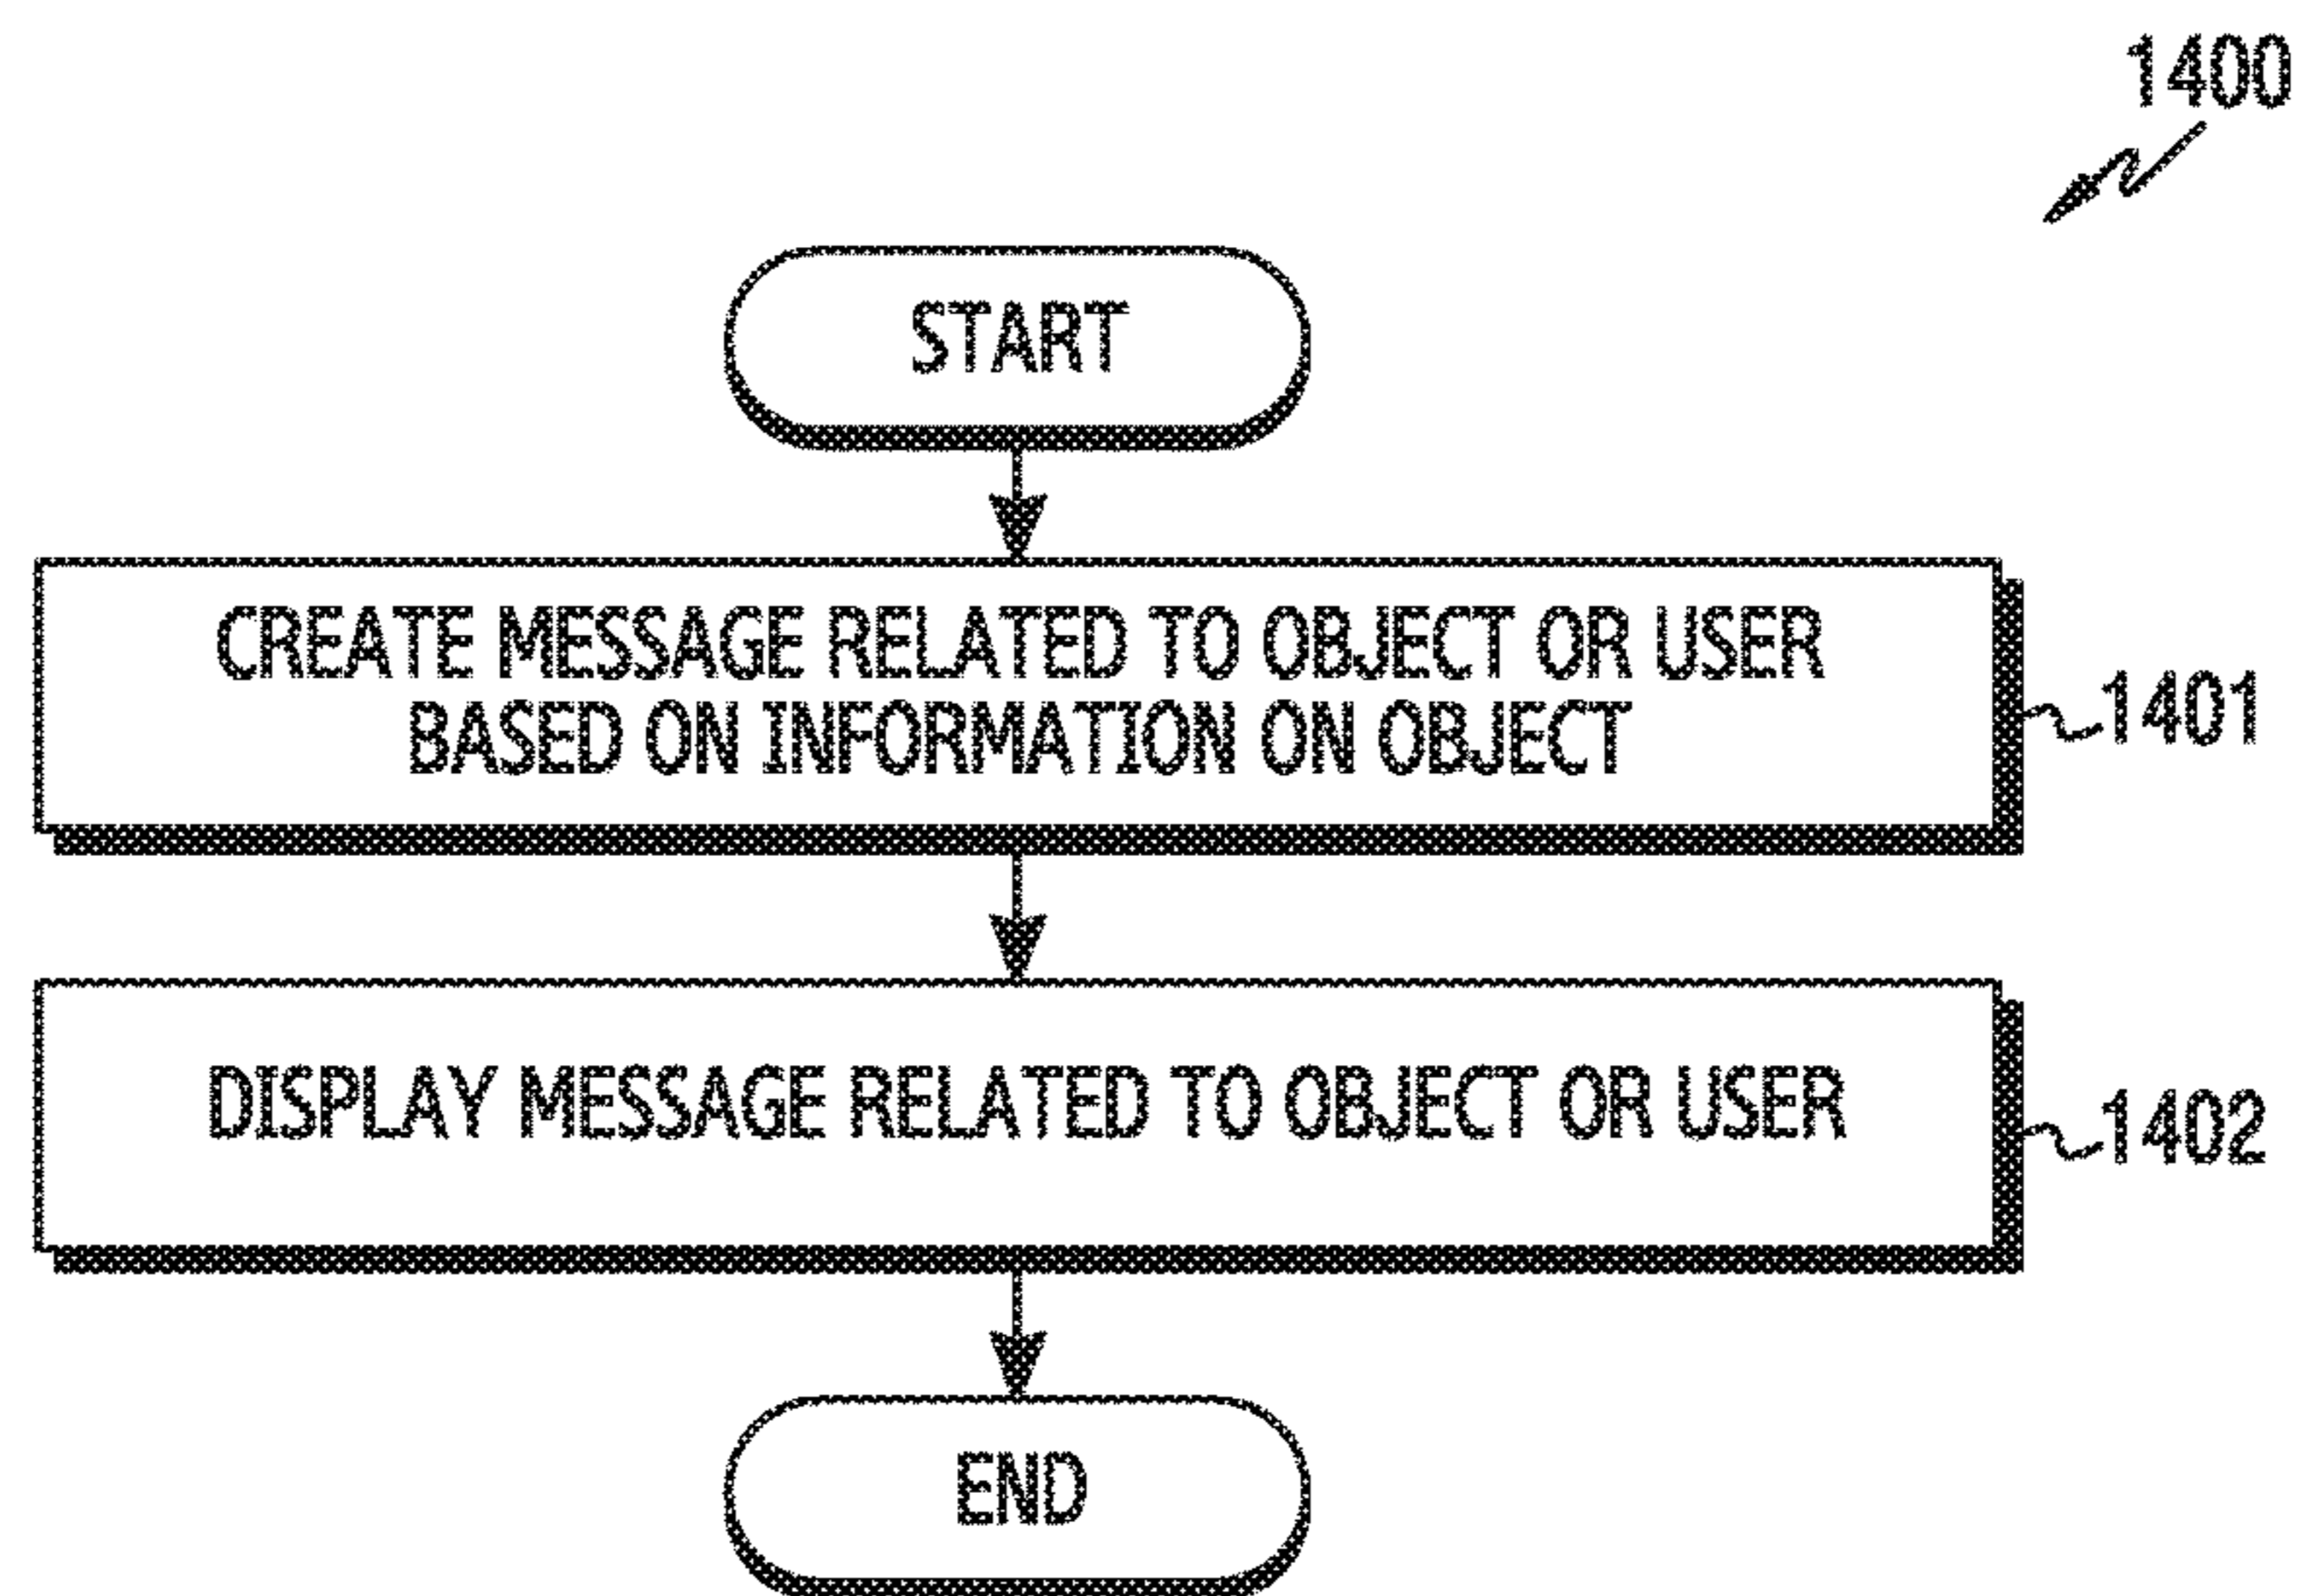 1400
START
CREATE MESSAGE RELATED TO OBJECT OR USER
BASED ON INFORMATION ON OBJECT
1401
DISPLAY MESSAGE RELATED TO OBJECT OR USER
1402
END